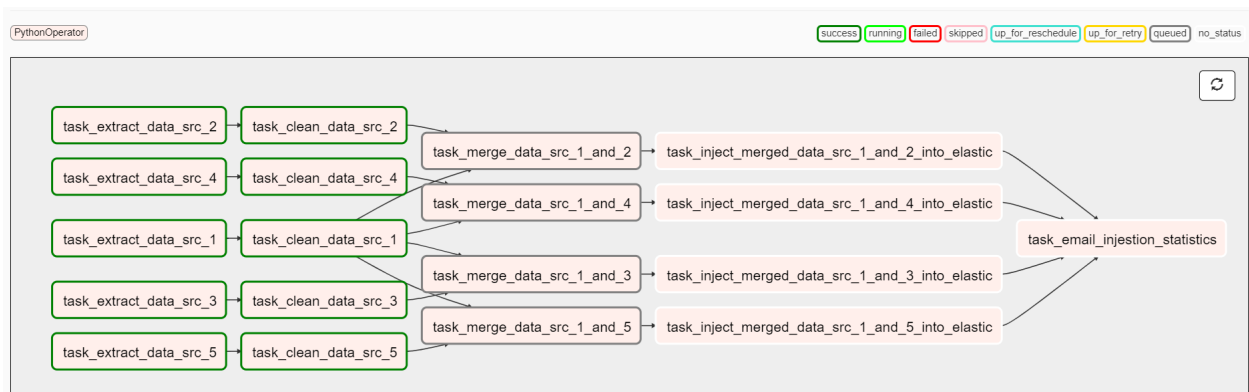 PythonOperator
success running failed skipped up_for_reschedule up_for_retry queued no_status
task_extract_data_src_2 task_clean_data_src_2
task_merge_data_src_1_and_2 task_inject_merged_data_src_1_and_2_into_elastic
task_extract_data_src_4 task_clean_data_src_4
task_merge_data_src_1_and_4 task_inject_merged_data_src_1_and_4_into_elastic
task_extract_data_src_1 task_clean_data_src_1
task_email_injestion_statistics
task_merge_data_src_1_and_3 task_inject_merged_data_src_1_and_3_into_elastic
task_extract_data_src_3 task_clean_data_src_3
task_merge_data_src_1_and_5 task_inject_merged_data_src_1_and_5_into_elastic
task_extract_data_src_5 task_clean_data_src_5